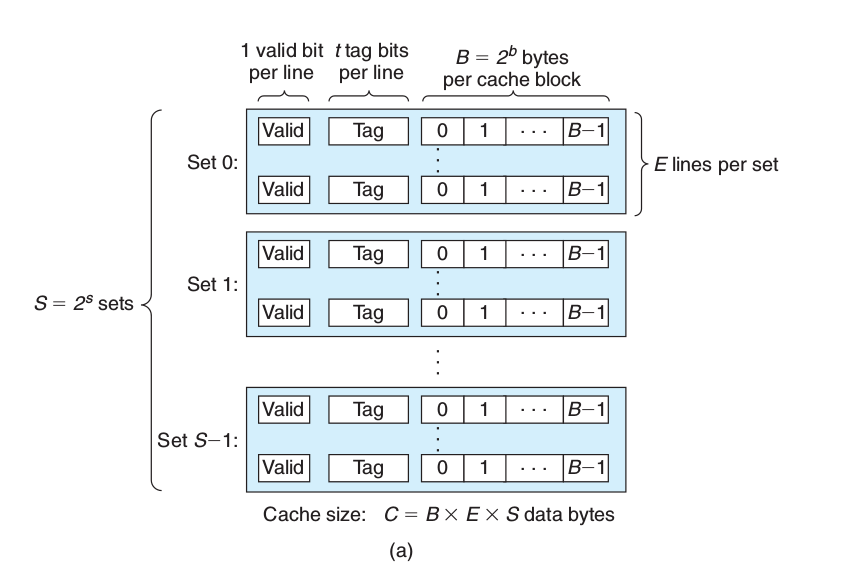 1 valid bit per line
t tag bits per line
B = 2^b bytes per cache block
Set 0:
Valid Tag 0 1 · · · B−1
Valid Tag 0 1 · · · B−1
E lines per set
Set 1:
Valid Tag 0 1 · · · B−1
Valid Tag 0 1 · · · B−1
S = 2^s sets
Set S−1:
Valid Tag 0 1 · · · B−1
Valid Tag 0 1 · · · B−1
Cache size: C = B × E × S data bytes
(a)